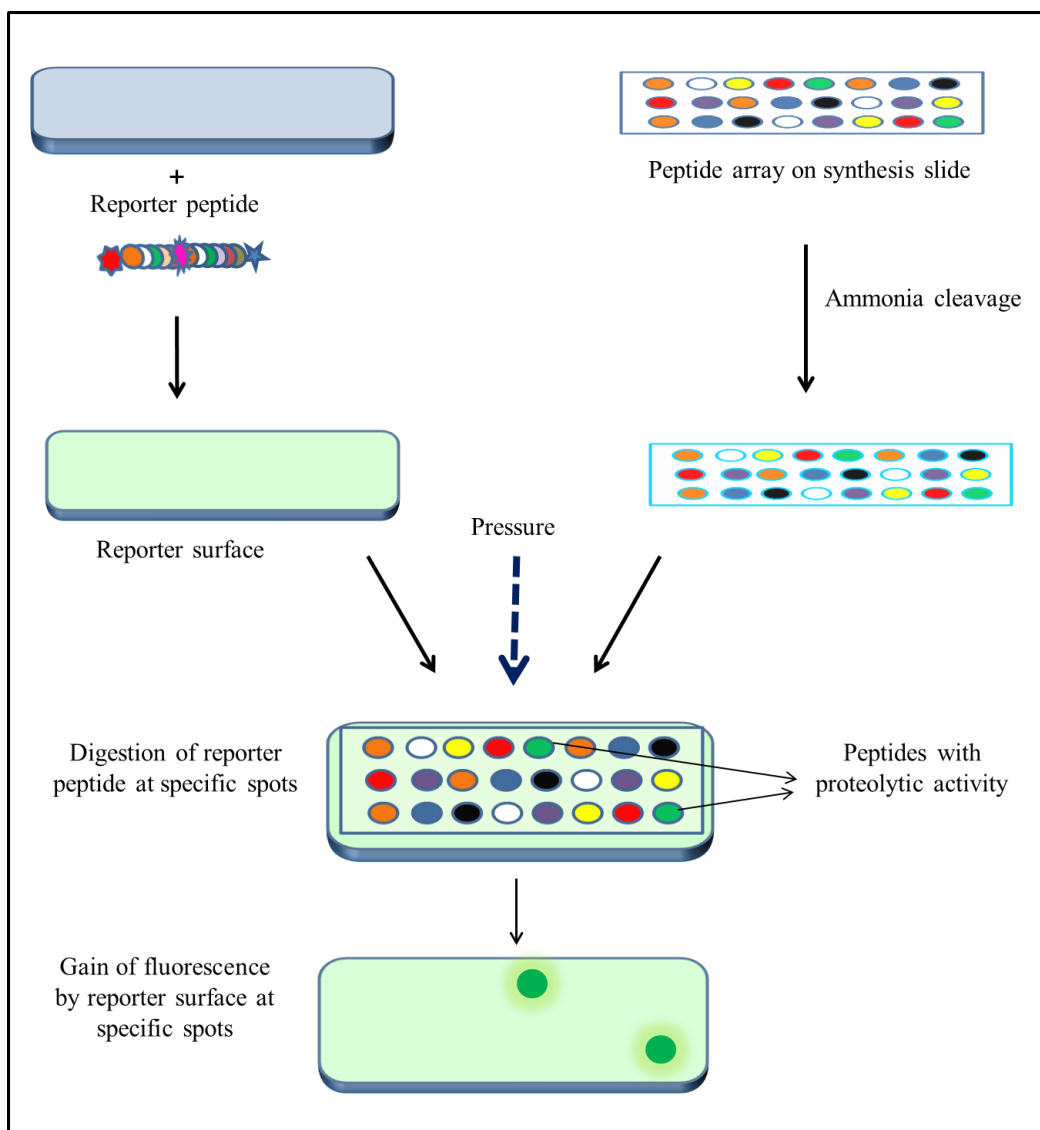 +
Reporter peptide
Peptide array on synthesis slide
Ammonia cleavage
Reporter surface
Pressure
Digestion of reporter
peptide at specific spots
Peptides with
proteolytic activity
Gain of fluorescence
by reporter surface at
specific spots